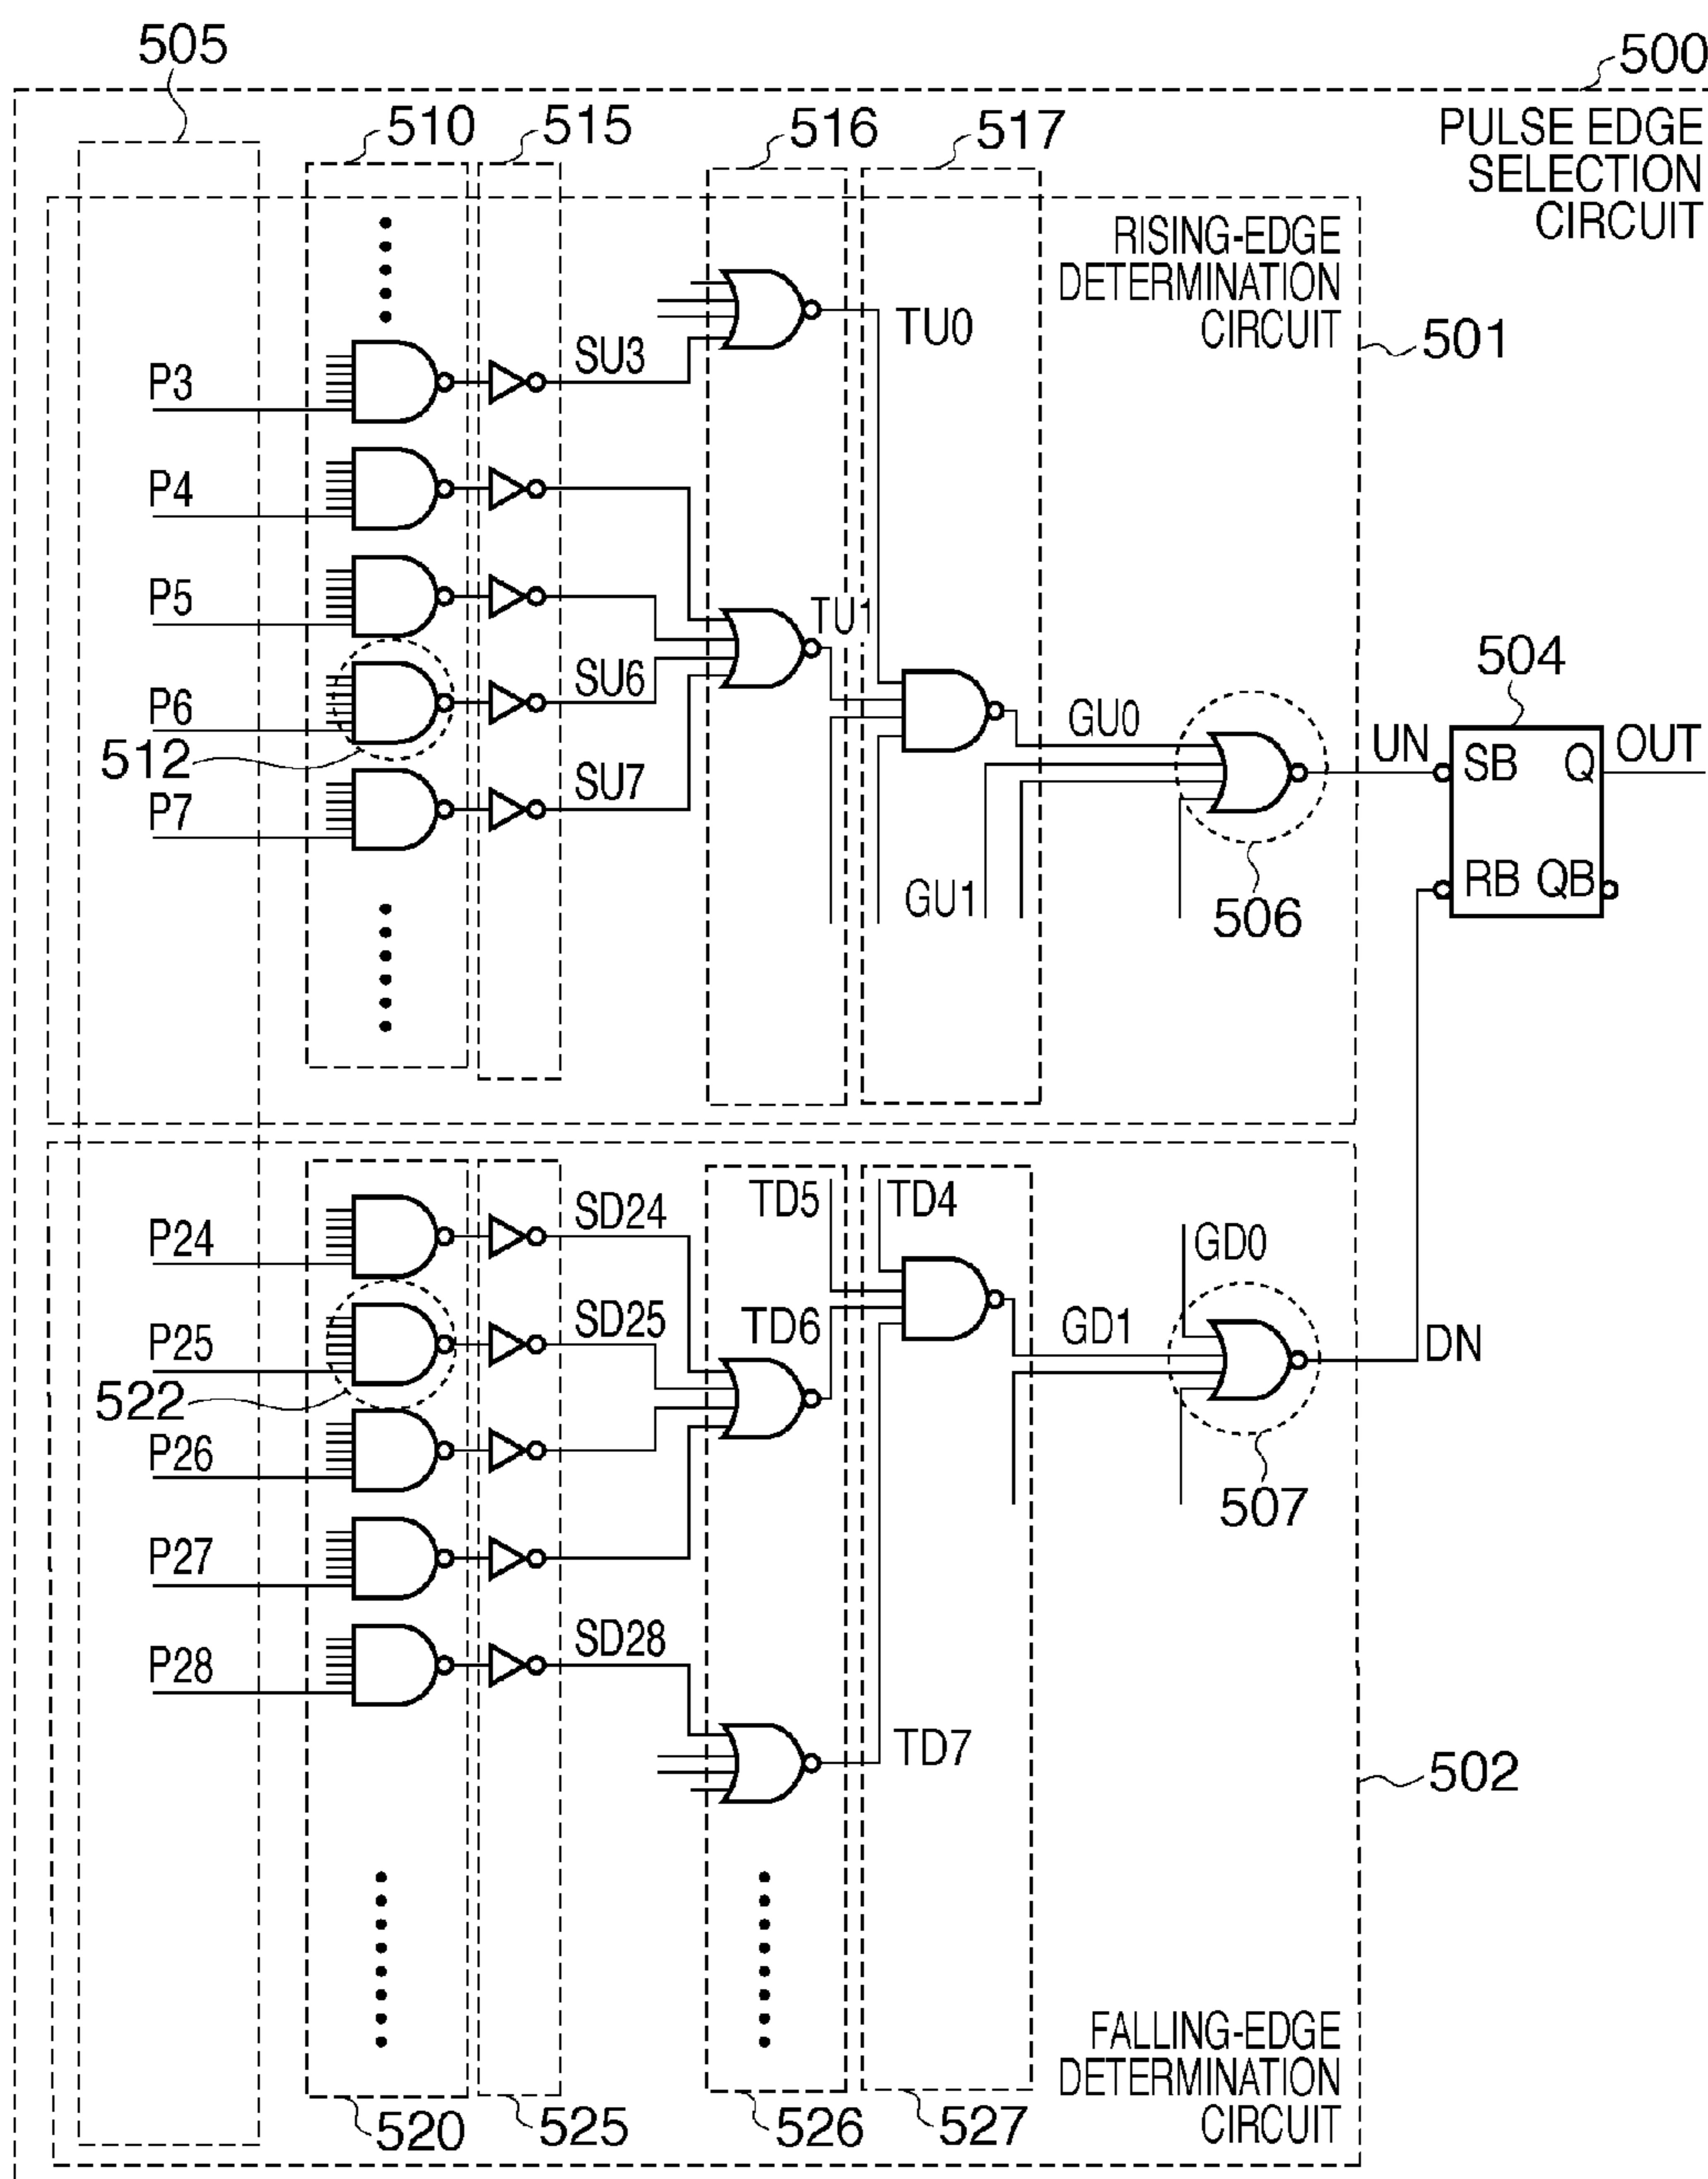 505
500
PULSE EDGE
SELECTION
CIRCUIT
510
515
516
517
RISING-EDGE
DETERMINATION
CIRCUIT
501
P3
SU3
TU0
P4
P5
TU1
P6
SU6
512
GU0
UN
504
SB
Q
OUT
RB
QB
P7
SU7
GU1
506
P24
SD24
TD5
TD4
GD0
P25
SD25
TD6
GD1
DN
522
P26
507
P27
P28
SD28
TD7
502
FALLING-EDGE
DETERMINATION
CIRCUIT
520
525
526
527